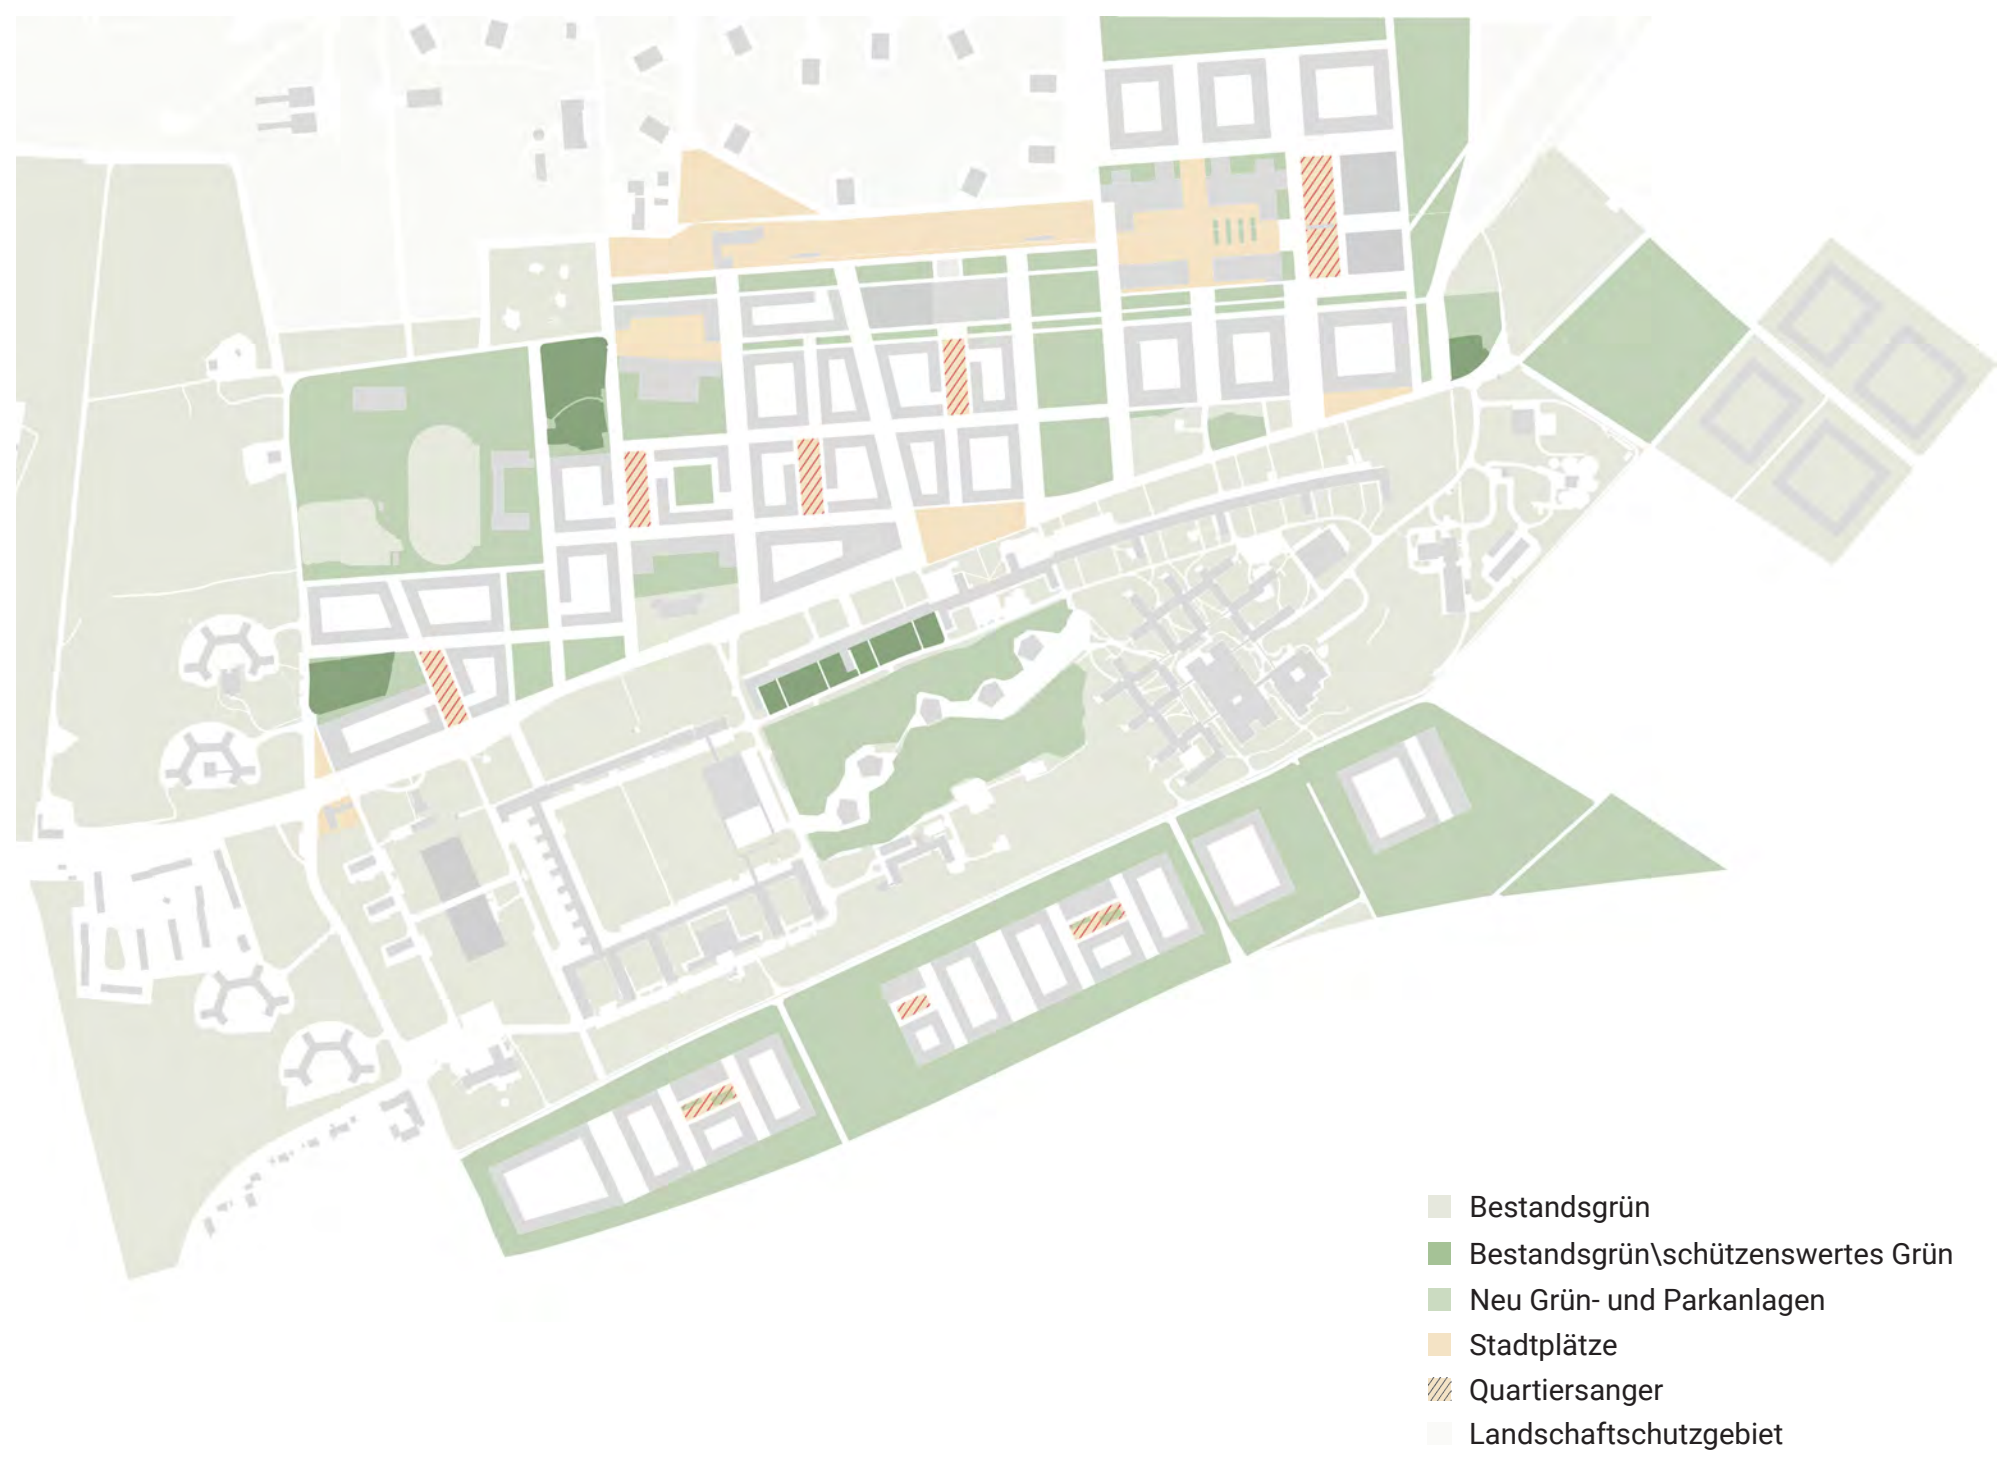 Bestandsgrün
Bestandsgrün\schützenswertes Grün
Neu Grün- und Parkanlagen
Stadtplätze
Quartiersanger
Landschaftschutzgebiet